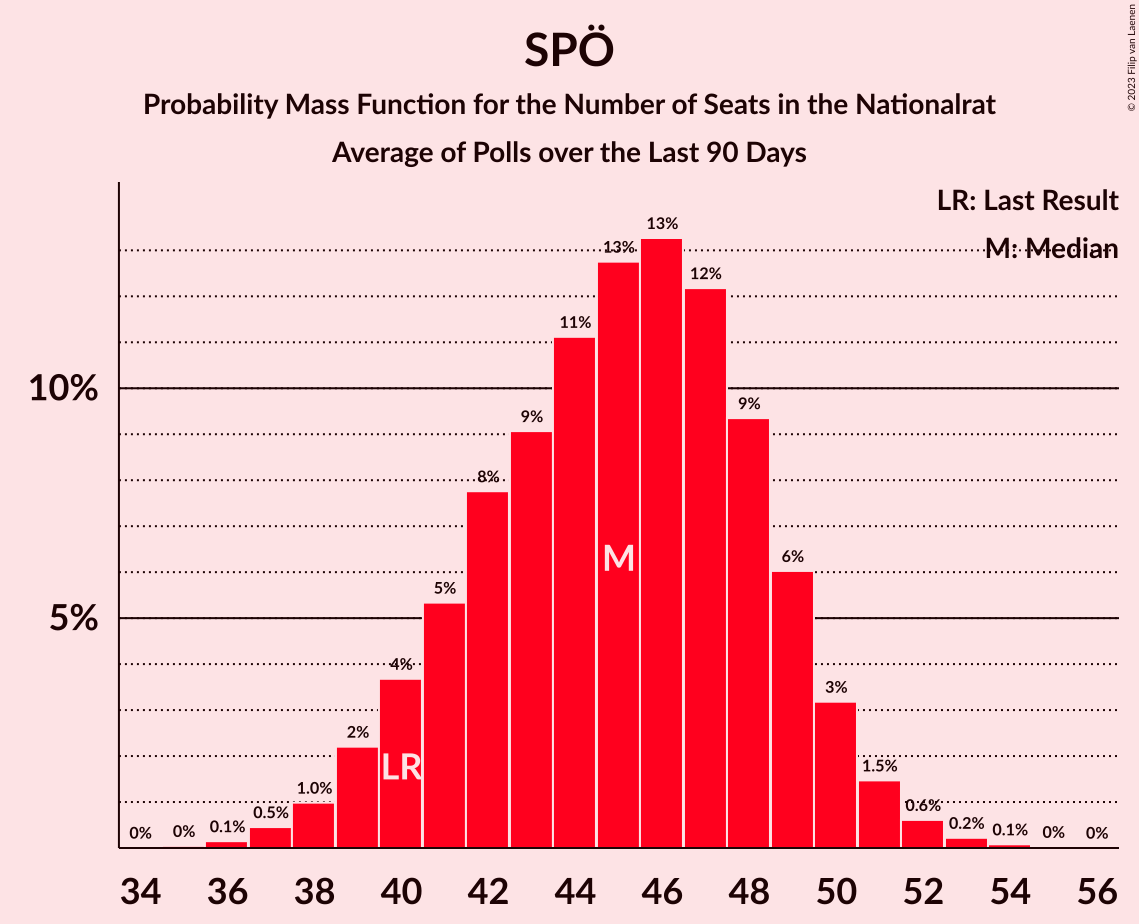 SPÖ
Probability Mass Function for the Number of Seats in the Nationalrat
Average of Polls over the Last 90 Days
© 2023 Filip van Laenen
LR: Last Result
M: Median
10%
5%
0%
0%
0.1%
0.5%
1.0%
2%
4%
5%
8%
9%
11%
13%
13%
12%
9%
6%
3%
1.5%
0.6%
0.2%
0.1%
0%
0%
LR
M
34 36 38 40 42 44 46 48 50 52 54 56